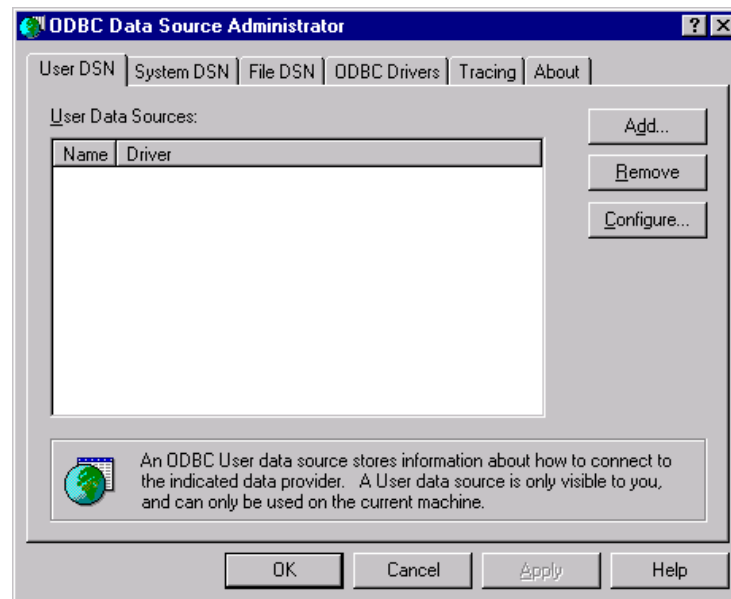 ODBC Data Source Administrator
User DSN System DSN File DSN ODBC Drivers Tracing About
User Data Sources:
Name Driver
Add...
Remove
Configure...
An ODBC User data source stores information about how to connect to
the indicated data provider. A User data source is only visible to you,
and can only be used on the current machine.
OK Cancel Apply Help